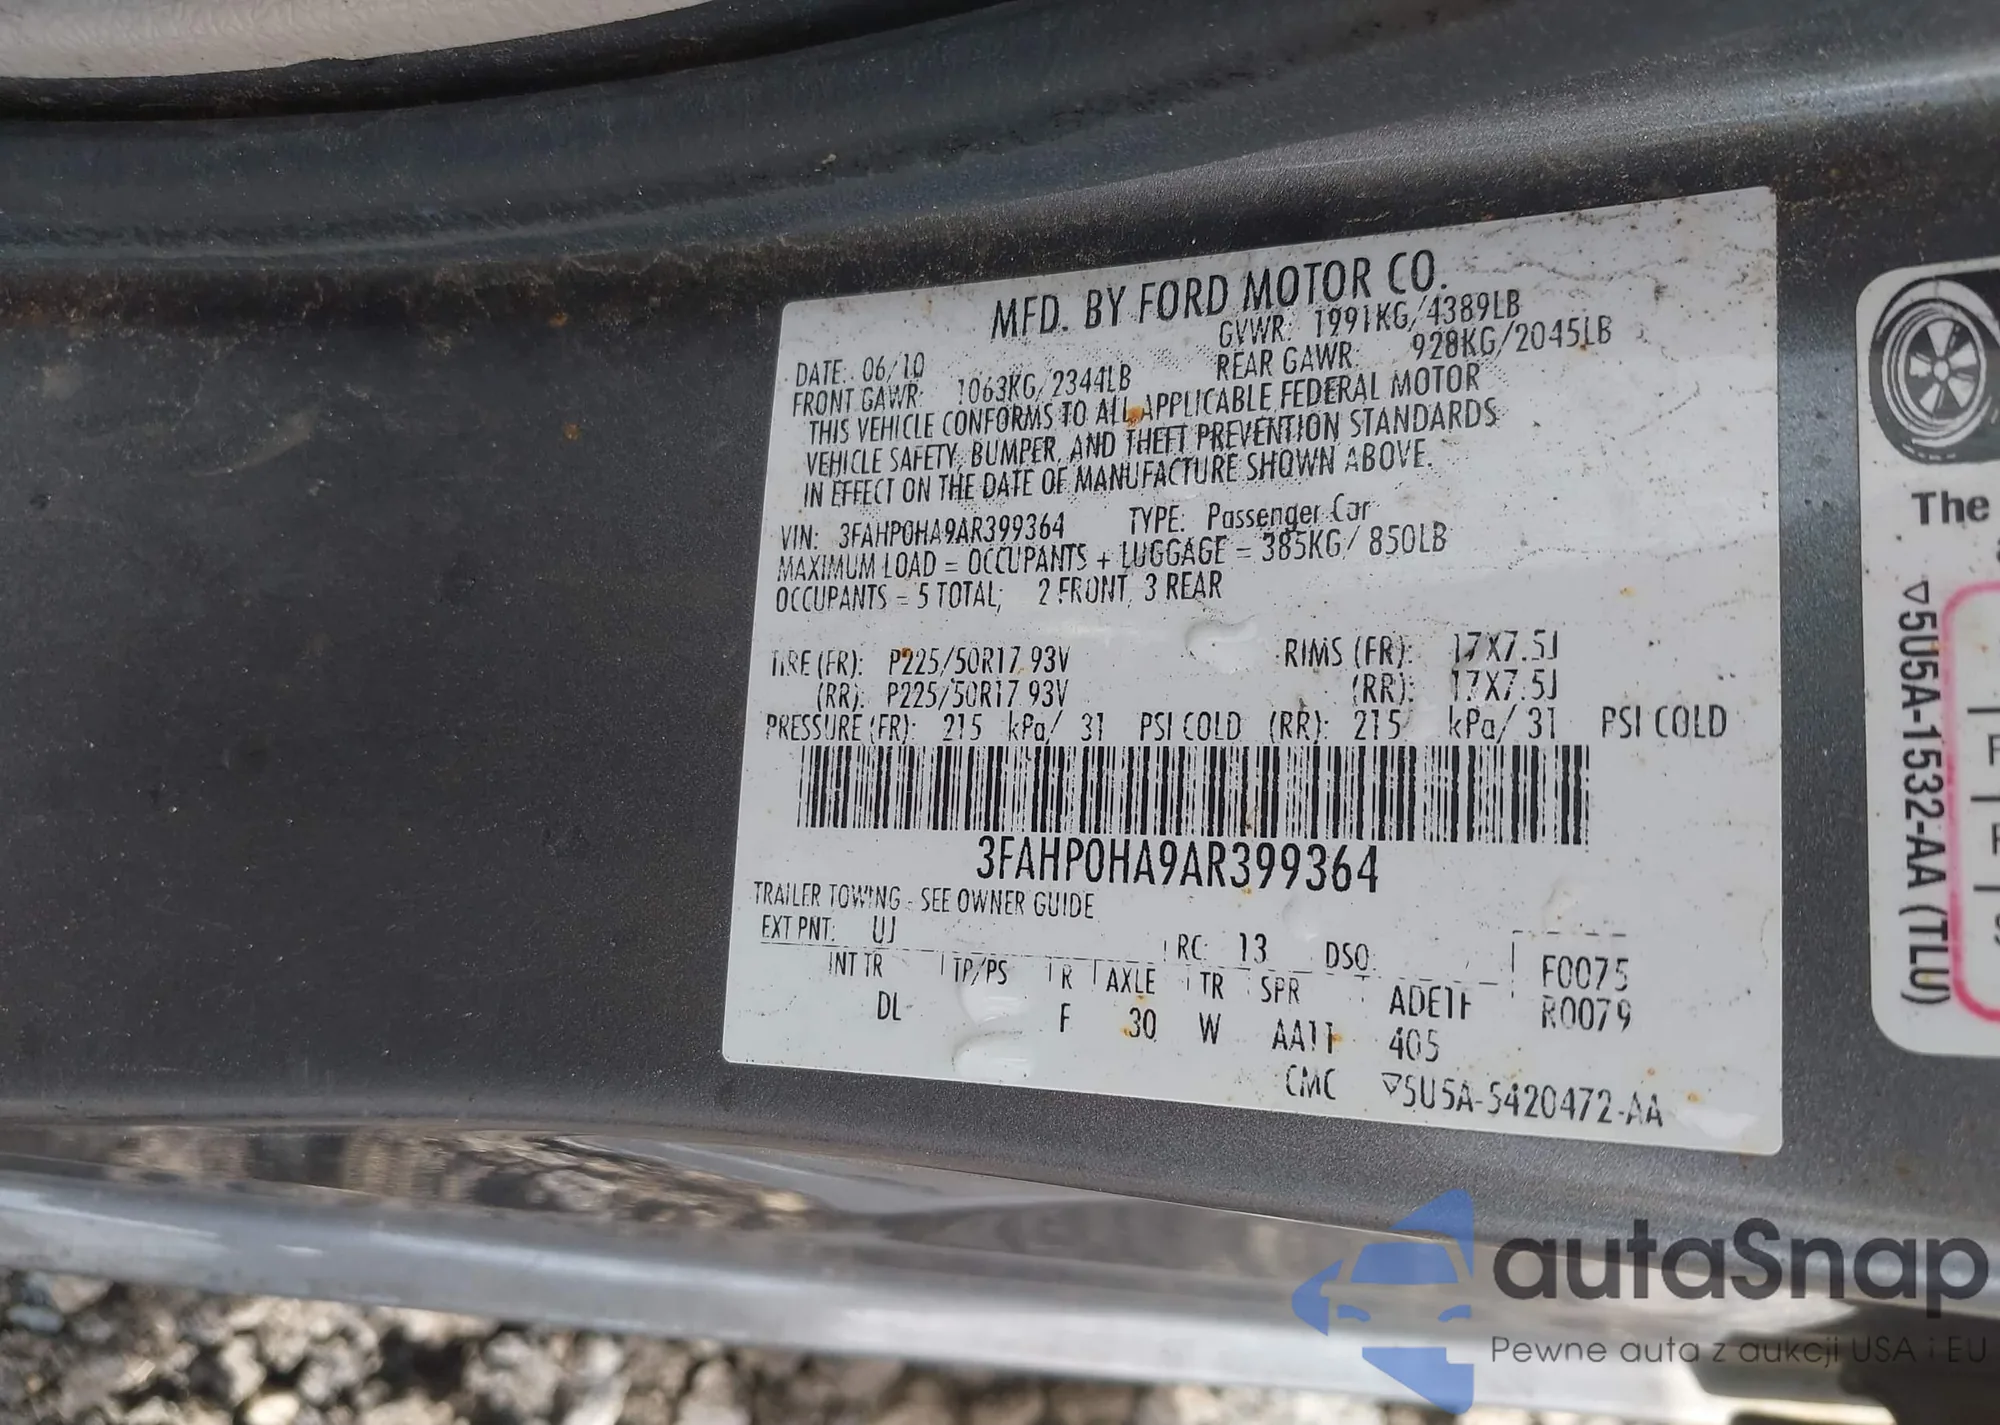 MFD. BY FORD MOTOR CO.
DATE: 06/10 GVWR: 1991KG/4389LB
FRONT GAWR: 1063KG/2344LB REAR GAWR: 928KG/2045LB
THIS VEHICLE CONFORMS TO ALL APPLICABLE FEDERAL MOTOR
VEHICLE SAFETY, BUMPER, AND THEFT PREVENTION STANDARDS
IN EFFECT ON THE DATE OF MANUFACTURE SHOWN ABOVE.
VIN: 3FAHP0HA9AR399364 TYPE: Passenger Car
MAXIMUM LOAD = OCCUPANTS + LUGGAGE = 385KG/ 850LB
OCCUPANTS = 5 TOTAL; 2 FRONT, 3 REAR
TIRE (FR): P225/50R17 93V RIMS (FR): 17X7.5J
(RR): P225/50R17 93V (RR): 17X7.5J
PRESSURE (FR): 215 kPa/ 31 PSI COLD (RR): 215 kPa/ 31 PSI COLD
3FAHP0HA9AR399364
TRAILER TOWING - SEE OWNER GUIDE
EXT PNT: UJ RC: 13 DSO: F0075
INT TR TP/PS R AXLE TR SPR ADE1F R0079
DL F 30 W AA11 405
CMC ▽5U5A-5420472-AA
The
▽5U5A-1532-AA (TLU)
autaSnap
Pewne auta z aukcji USA i EU